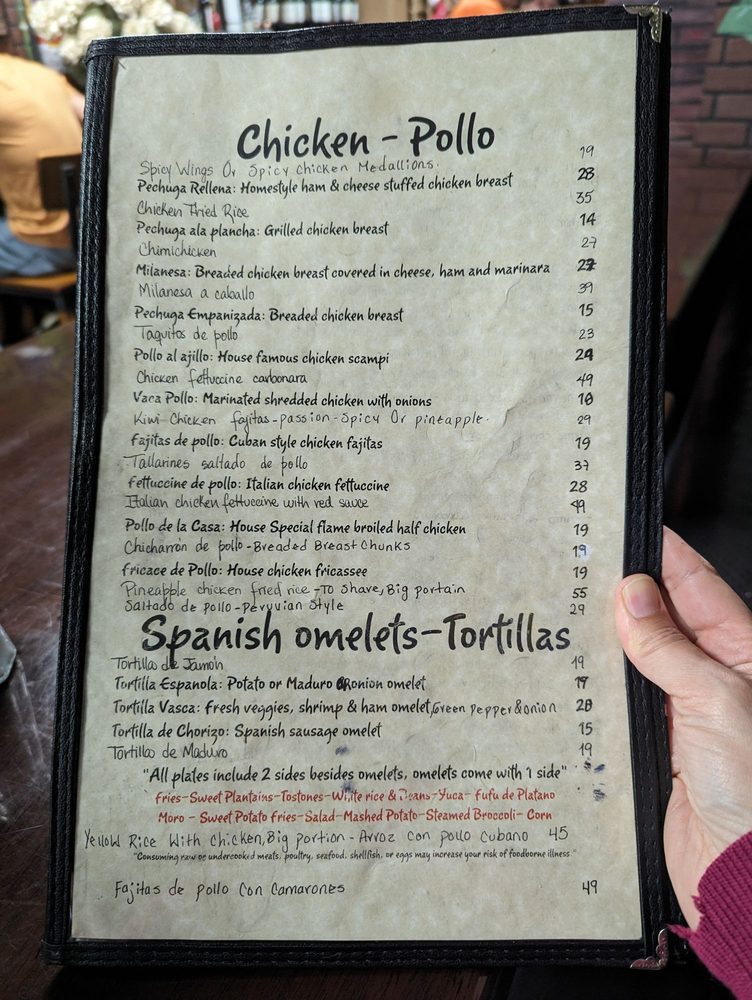 Chicken - Pollo
Spicy Wings Or Spicy chicken Medallions. 19
Pechuga Rellena: Homestyle ham & cheese stuffed chicken breast 28
Chicken Fried Rice 35
Pechuga ala plancha: Grilled chicken breast 14
Chimichicken 27
Milanesa: Breaded chicken breast covered in cheese, ham and marinara 27
Milanesa a caballo 39
Pechuga Empanizada: Breaded chicken breast 15
Taquitos de pollo 23
Pollo al ajillo: House famous chicken scampi 24
Chicken fettuccine carbonara 49
Vaca Pollo: Marinated shredded chicken with onions 18
Kiwi Chicken fajitas-passion-Spicy Or pineapple. 29
Fajitas de pollo: Cuban style chicken fajitas 19
Tallarines saltado de pollo 37
Fettuccine de pollo: Italian chicken fettuccine 28
Italian chicken fettuccine with red sauce 49
Pollo de la Casa: House Special flame broiled half chicken 19
Chicharrón de pollo-Breaded Breast Chunks 19
Fricace de Pollo: House chicken fricassee 19
Pineapple chicken fried rice-To share, Big portain 55
Saltado de pollo-Peruvian Style 29
Spanish omelets-Tortillas
Tortilla de Jamón 19
Tortilla Espanola: Potato or Maduro OR onion omelet 17
Tortilla Vasca: Fresh veggies, shrimp & ham omelet, Green pepper & onion 28
Tortilla de Chorizo: Spanish sausage omelet 15
Tortilla de Maduro 19
"All plates include 2 sides besides omelets, omelets come with 1 side"
Fries-Sweet Plantains-Tostones-White rice & Beans-Yuca- Fufu de Platano
Moro - Sweet Potato Fries-Salad-Mashed Potato-Steamed Broccoli- Corn
Yellow Rice With chicken, Big portion - Arroz con pollo cubano 45
"Consuming raw or undercooked meats, poultry, seafood, shellfish, or eggs may increase your risk of foodborne illness."
Fajitas de pollo Con Camarones 49